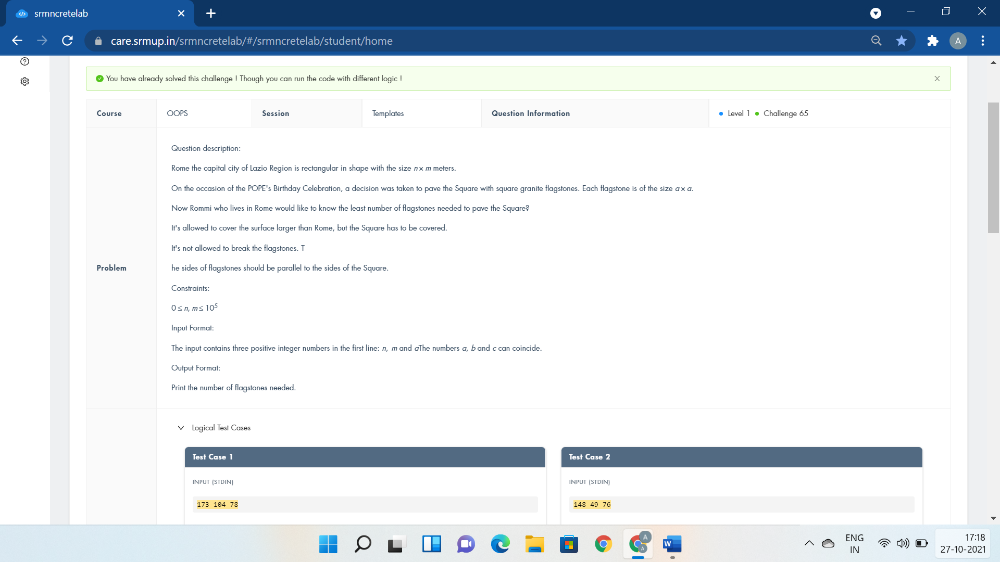 srmncretelab
care.srmup.in/srmncretelab/#/srmncretelab/student/home
A
You have already solved this challenge ! Though you can run the code with different logic !
Course OOPS Session Templates Question Information Level 1 Challenge 65
Question description:
Rome the capital city of Lazio Region is rectangular in shape with the size n × m meters.
On the occasion of the POPE's Birthday Celebration, a decision was taken to pave the Square with square granite flagstones. Each flagstone is of the size a × a.
Now Rommi who lives in Rome would like to know the least number of flagstones needed to pave the Square?
It's allowed to cover the surface larger than Rome, but the Square has to be covered.
It's not allowed to break the flagstones. T
Problem
he sides of flagstones should be parallel to the sides of the Square.
Constraints:
0 ≤ n, m ≤ 10⁵
Input Format:
The input contains three positive integer numbers in the first line: n, m and aThe numbers a, b and c can coincide.
Output Format:
Print the number of flagstones needed.
Logical Test Cases
Test Case 1
INPUT (STDIN)
173 104 78
Test Case 2
INPUT (STDIN)
148 49 76
A
A
W
ENG
IN
17:18
27-10-2021